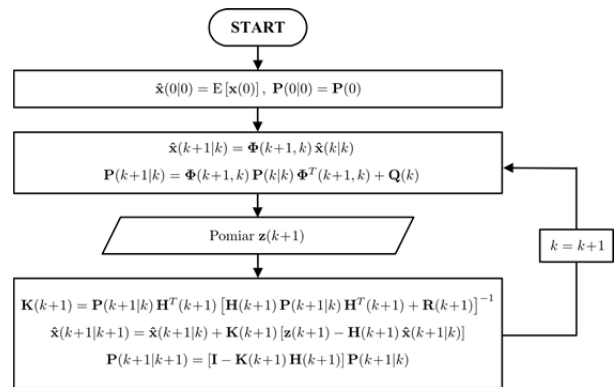 START
x̂(0|0) = E[x(0)], P(0|0) = P(0)
x̂(k+1|k) = Φ(k+1,k) x̂(k|k)
P(k+1|k) = Φ(k+1,k) P(k|k) Φ^T(k+1,k) + Q(k)
Pomiar z(k+1)
k = k+1
K(k+1) = P(k+1|k) H^T(k+1) [H(k+1) P(k+1|k) H^T(k+1) + R(k+1)]^{-1}
x̂(k+1|k+1) = x̂(k+1|k) + K(k+1) [z(k+1) − H(k+1) x̂(k+1|k)]
P(k+1|k+1) = [I − K(k+1) H(k+1)] P(k+1|k)